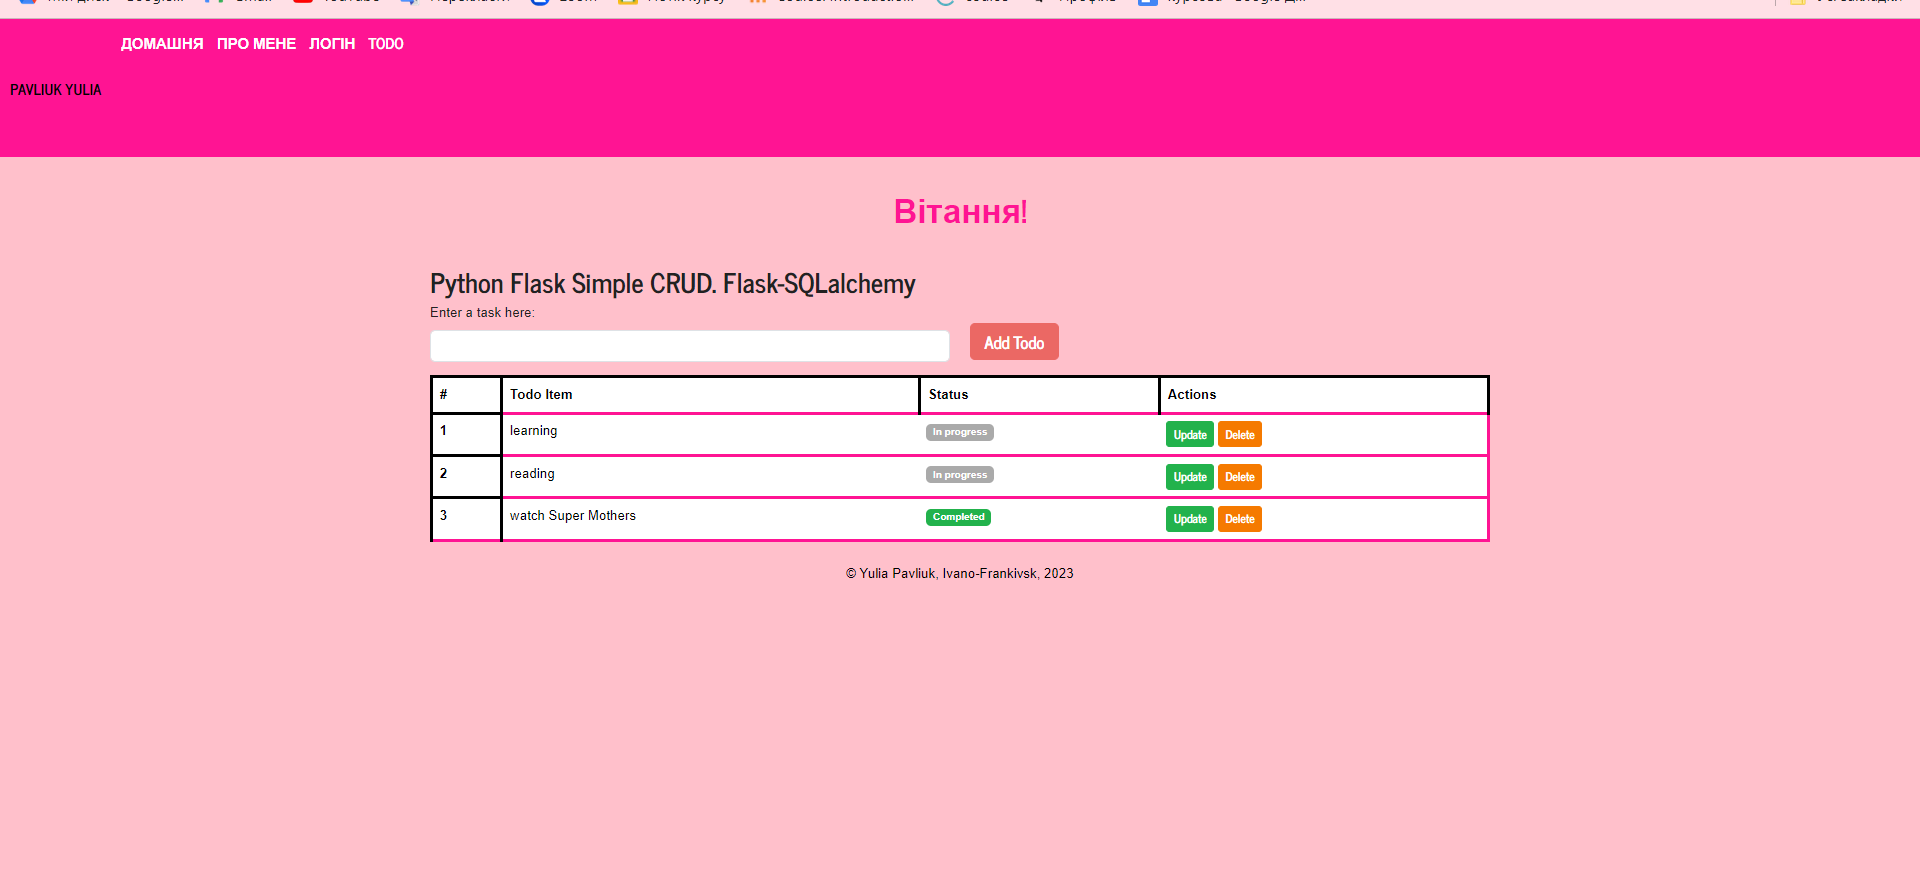 ДОМАШНЯ ПРО МЕНЕ ЛОГІН TODO
PAVLIUK YULIA
Вітання!
Python Flask Simple CRUD. Flask-SQLalchemy
Enter a task here:
Add Todo
# Todo Item Status Actions
1 learning In progress Update Delete
2 reading In progress Update Delete
3 watch Super Mothers Completed Update Delete
© Yulia Pavliuk, Ivano-Frankivsk, 2023